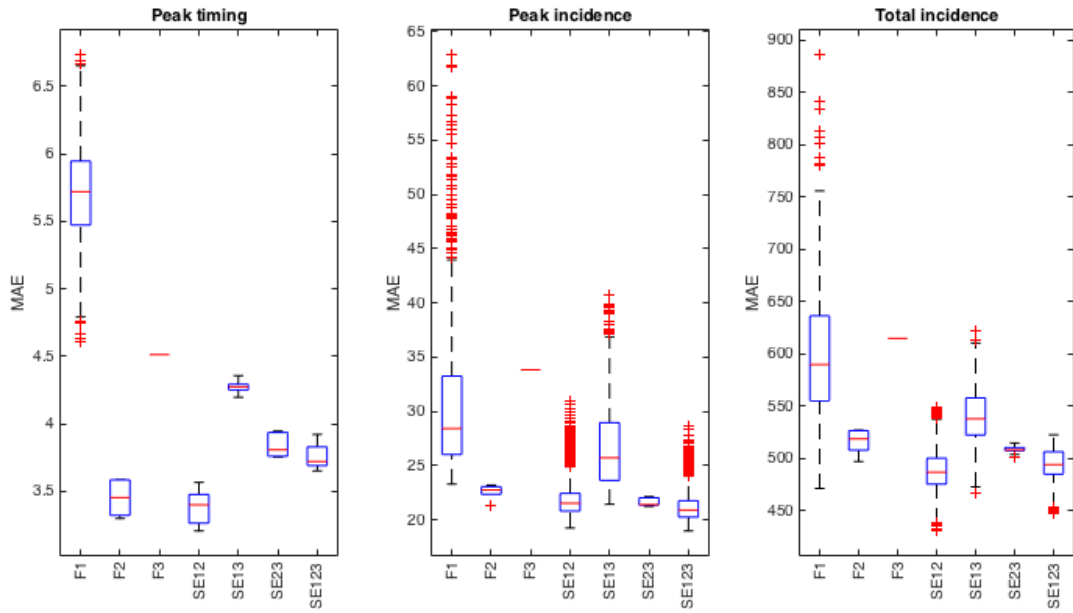 Peak timing
MAE
6.5
6
5.5
5
4.5
4
3.5
F1
F2
F3
SE12
SE13
SE23
SE123
Peak incidence
MAE
65
60
55
50
45
40
35
30
25
20
F1
F2
F3
SE12
SE13
SE23
SE123
Total incidence
MAE
900
850
800
750
700
650
600
550
500
450
F1
F2
F3
SE12
SE13
SE23
SE123